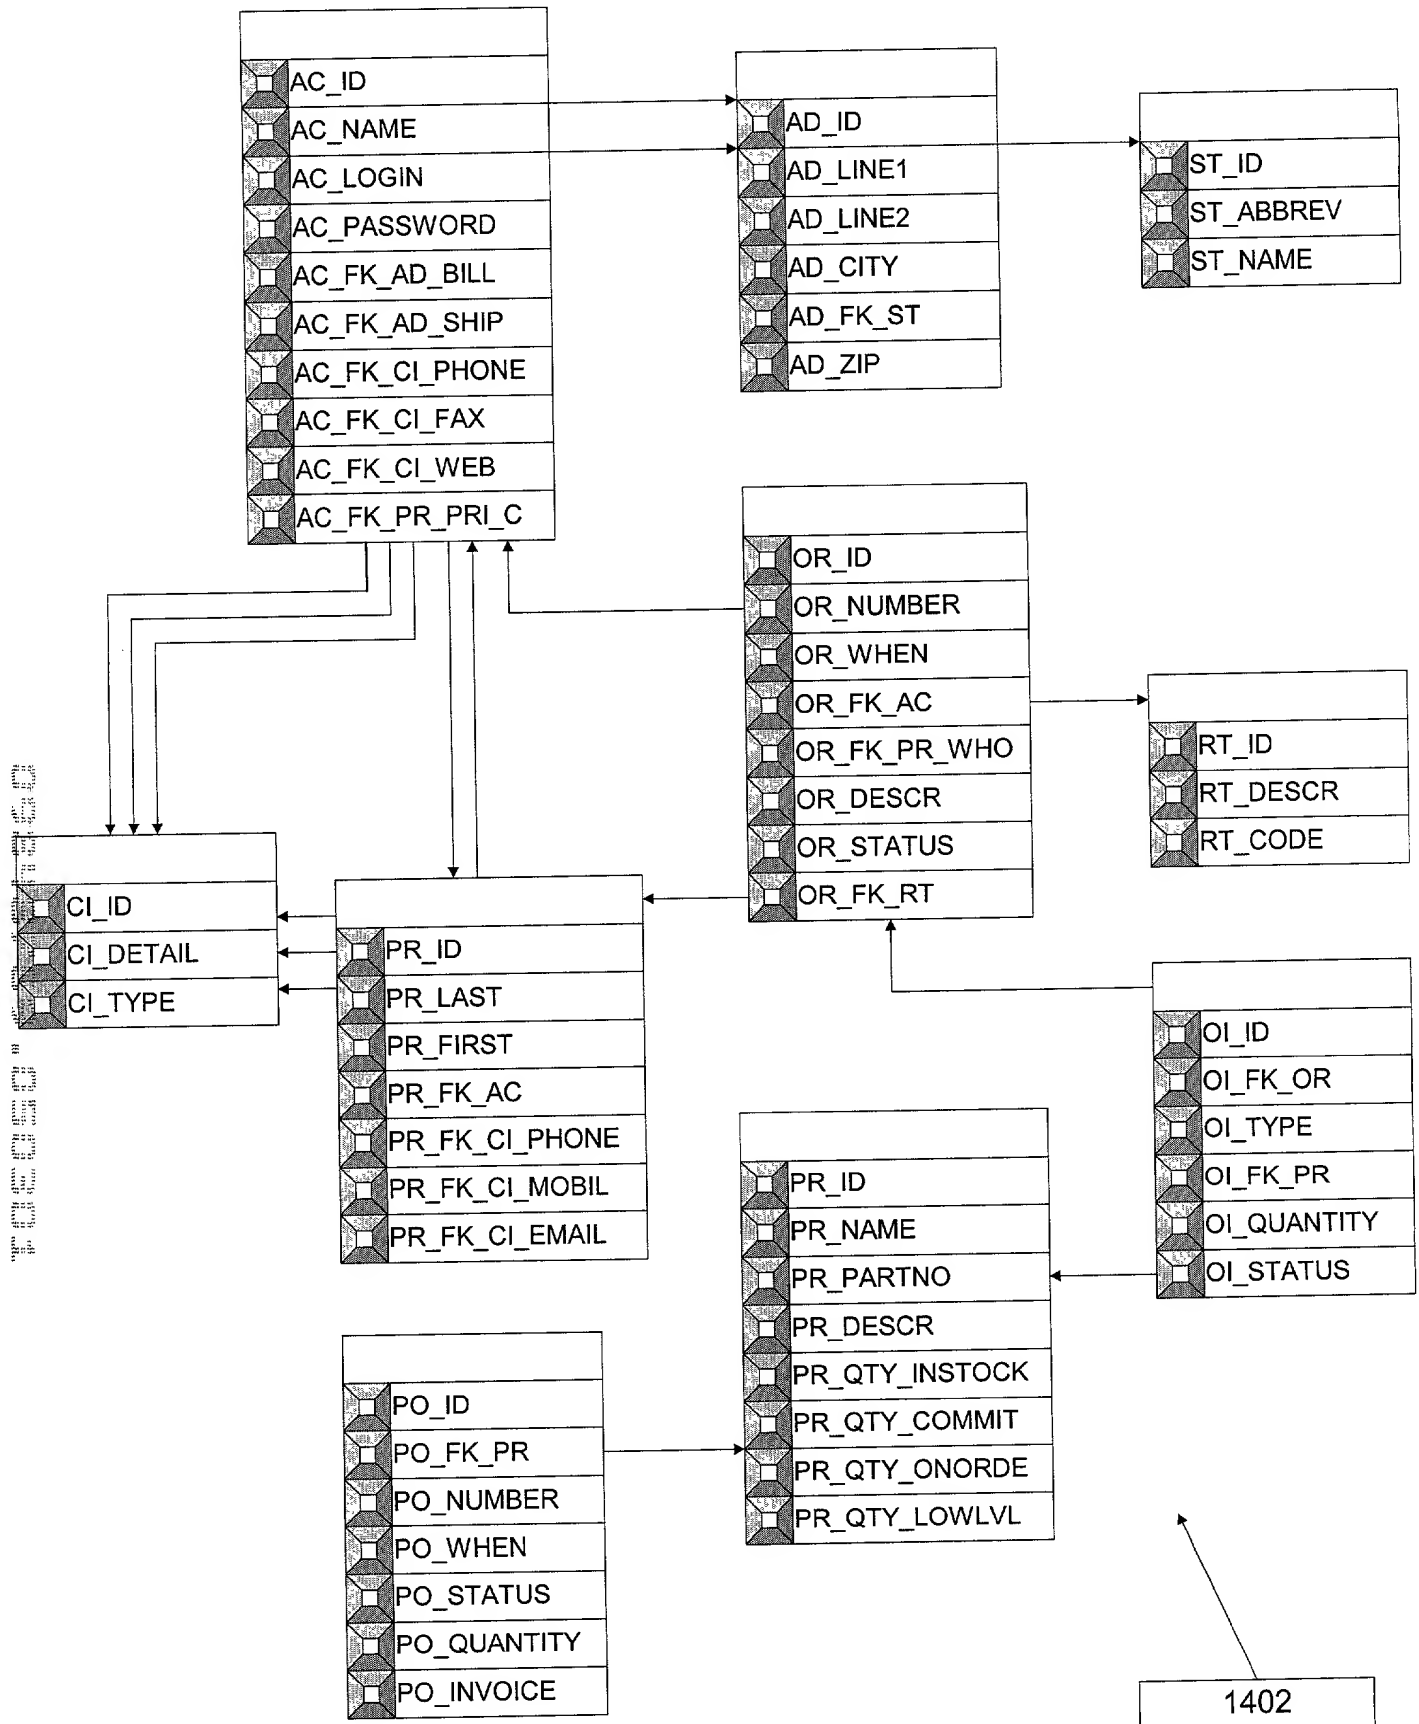 AC_ID
AC_NAME
AC_LOGIN
AC_PASSWORD
AC_FK_AD_BILL
AC_FK_AD_SHIP
AC_FK_CI_PHONE
AC_FK_CI_FAX
AC_FK_CI_WEB
AC_FK_PR_PRI_C
AD_ID
AD_LINE1
AD_LINE2
AD_CITY
AD_FK_ST
AD_ZIP
ST_ID
ST_ABBREV
ST_NAME
OR_ID
OR_NUMBER
OR_WHEN
OR_FK_AC
OR_FK_PR_WHO
OR_DESCR
OR_STATUS
OR_FK_RT
RT_ID
RT_DESCR
RT_CODE
CI_ID
CI_DETAIL
CI_TYPE
PR_ID
PR_LAST
PR_FIRST
PR_FK_AC
PR_FK_CI_PHONE
PR_FK_CI_MOBIL
PR_FK_CI_EMAIL
OI_ID
OI_FK_OR
OI_TYPE
OI_FK_PR
OI_QUANTITY
OI_STATUS
PR_ID
PR_NAME
PR_PARTNO
PR_DESCR
PR_QTY_INSTOCK
PR_QTY_COMMIT
PR_QTY_ONORDE
PR_QTY_LOWLVL
PO_ID
PO_FK_PR
PO_NUMBER
PO_WHEN
PO_STATUS
PO_QUANTITY
PO_INVOICE
1402